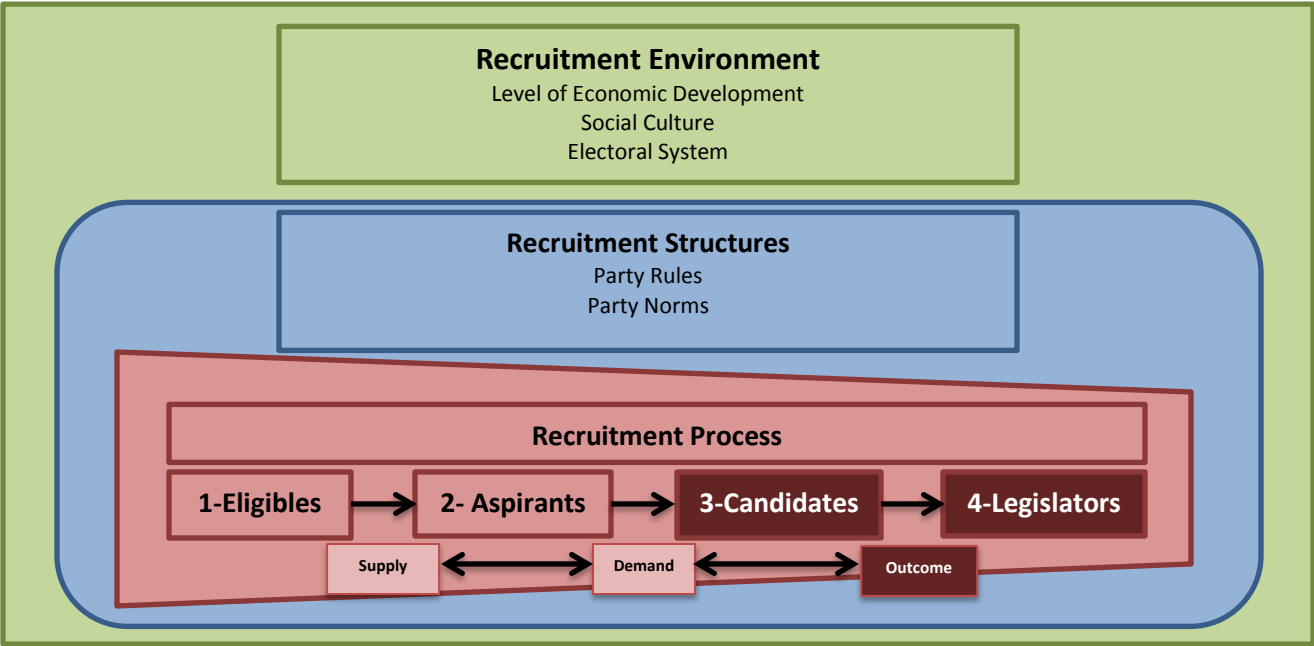 Recruitment Environment
Level of Economic Development
Social Culture
Electoral System
Recruitment Structures
Party Rules
Party Norms
Recruitment Process
1-Eligibles
2- Aspirants
3-Candidates
4-Legislators
Supply
Demand
Outcome